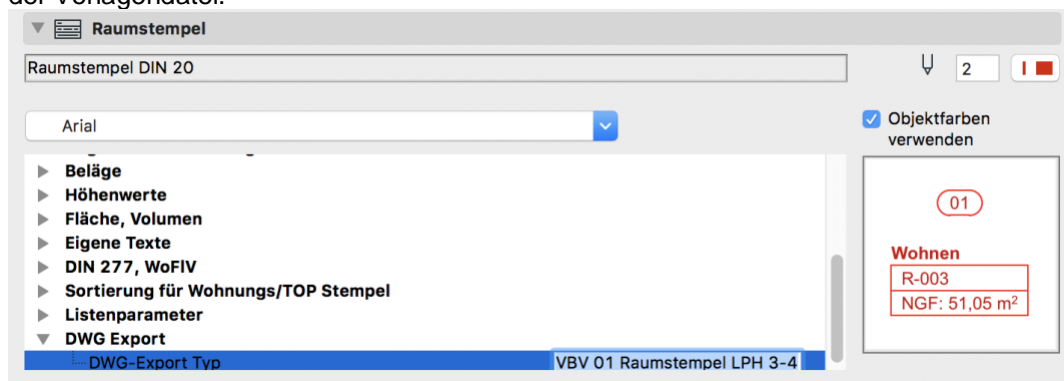 der Vorlagendatei.
Raumstempel
Raumstempel DIN 20
2
Arial
Objektfarben
verwenden
Beläge
Höhenwerte
Fläche, Volumen
Eigene Texte
DIN 277, WoFlV
Sortierung für Wohnungs/TOP Stempel
Listenparameter
DWG Export
DWG-Export Typ VBV 01 Raumstempel LPH 3-4
01
Wohnen
R-003
NGF: 51,05 m²